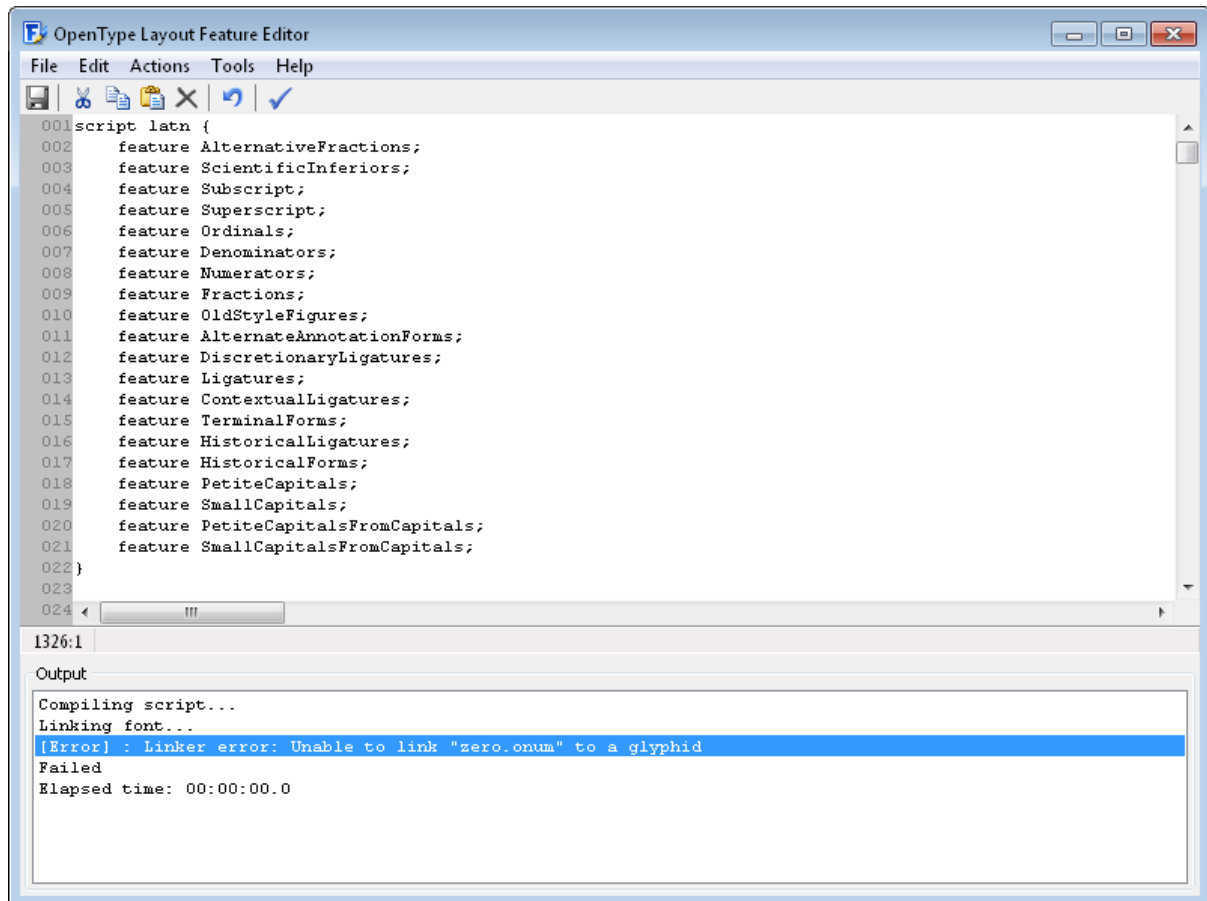 OpenType Layout Feature Editor
File Edit Actions Tools Help
001 script latn {
002 feature AlternativeFractions;
003 feature ScientificInferiors;
004 feature Subscript;
005 feature Superscript;
006 feature Ordinals;
007 feature Denominators;
008 feature Numerators;
009 feature Fractions;
010 feature OldStyleFigures;
011 feature AlternateAnnotationForms;
012 feature DiscretionaryLigatures;
013 feature Ligatures;
014 feature ContextualLigatures;
015 feature TerminalForms;
016 feature HistoricalLigatures;
017 feature HistoricalForms;
018 feature PetiteCapitals;
019 feature SmallCapitals;
020 feature PetiteCapitalsFromCapitals;
021 feature SmallCapitalsFromCapitals;
022 }
023
024
1326:1
Output
Compiling script...
Linking font...
[Error] : Linker error: Unable to link "zero.onum" to a glyphid
Failed
Elapsed time: 00:00:00.0